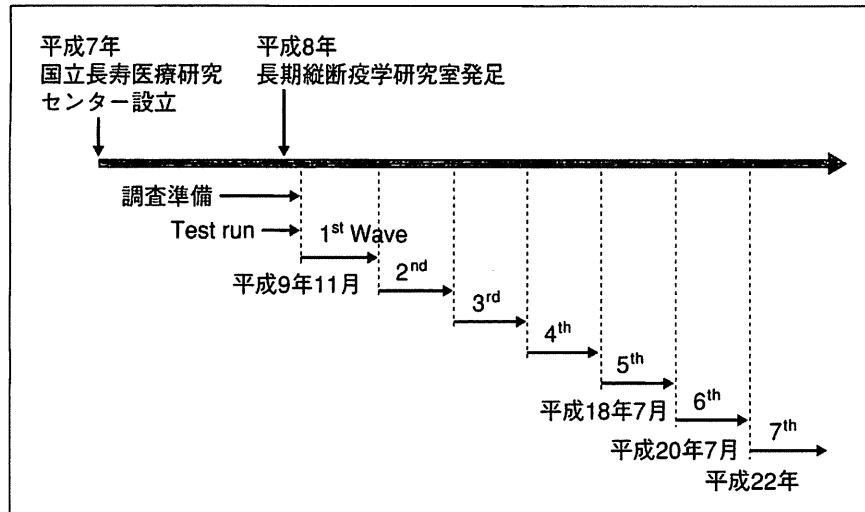 平成7年
国立長寿医療研究
センター設立
平成8年
長期縦断疫学研究室発足
調査準備
Test run
1st Wave
平成9年11月
2nd
3rd
4th
5th
平成18年7月
6th
平成20年7月
7th
平成22年